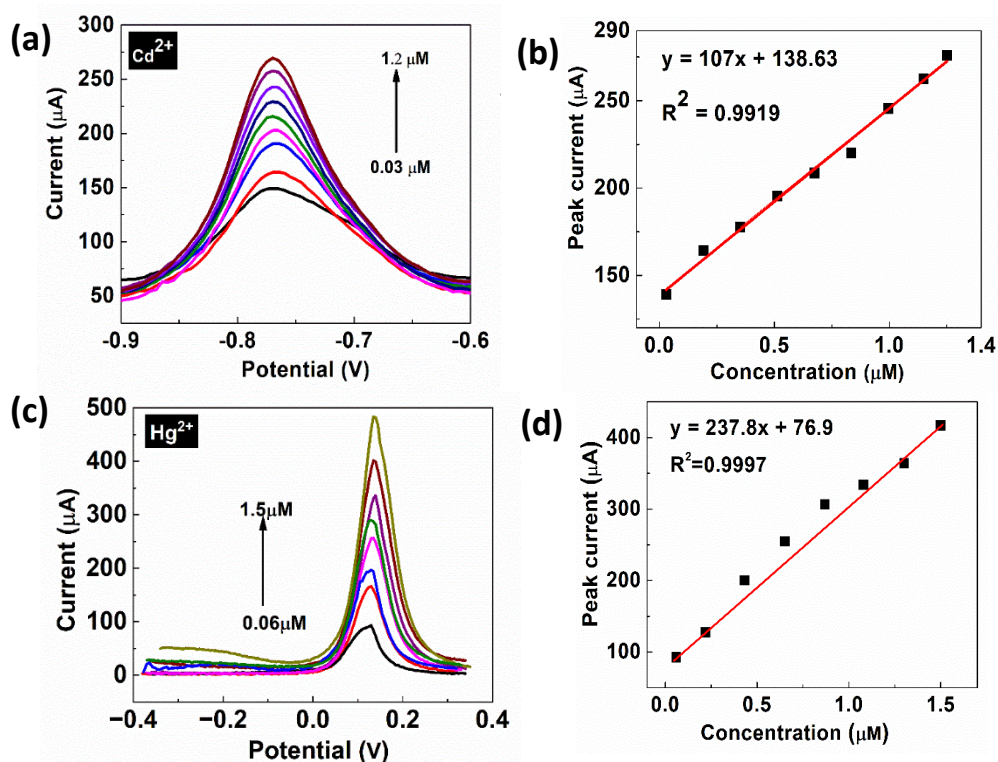 (a)
Cd2+
1.2 μM
0.03 μM
300
250
200
150
100
50
Current (μA)
-0.9
-0.8
-0.7
-0.6
Potential (V)
(b)
y = 107x + 138.63
R2 = 0.9919
290
250
200
150
Peak current (μA)
0.0
0.5
1.0
1.4
Concentration (μM)
(c)
Hg2+
1.5μM
0.06μM
500
400
300
200
100
0
Current (μA)
−0.4
−0.2
0.0
0.2
0.4
Potential (V)
(d)
y = 237.8x + 76.9
R2=0.9997
400
300
200
100
Peak current (μA)
0.0
0.5
1.0
1.5
Concentration (μM)